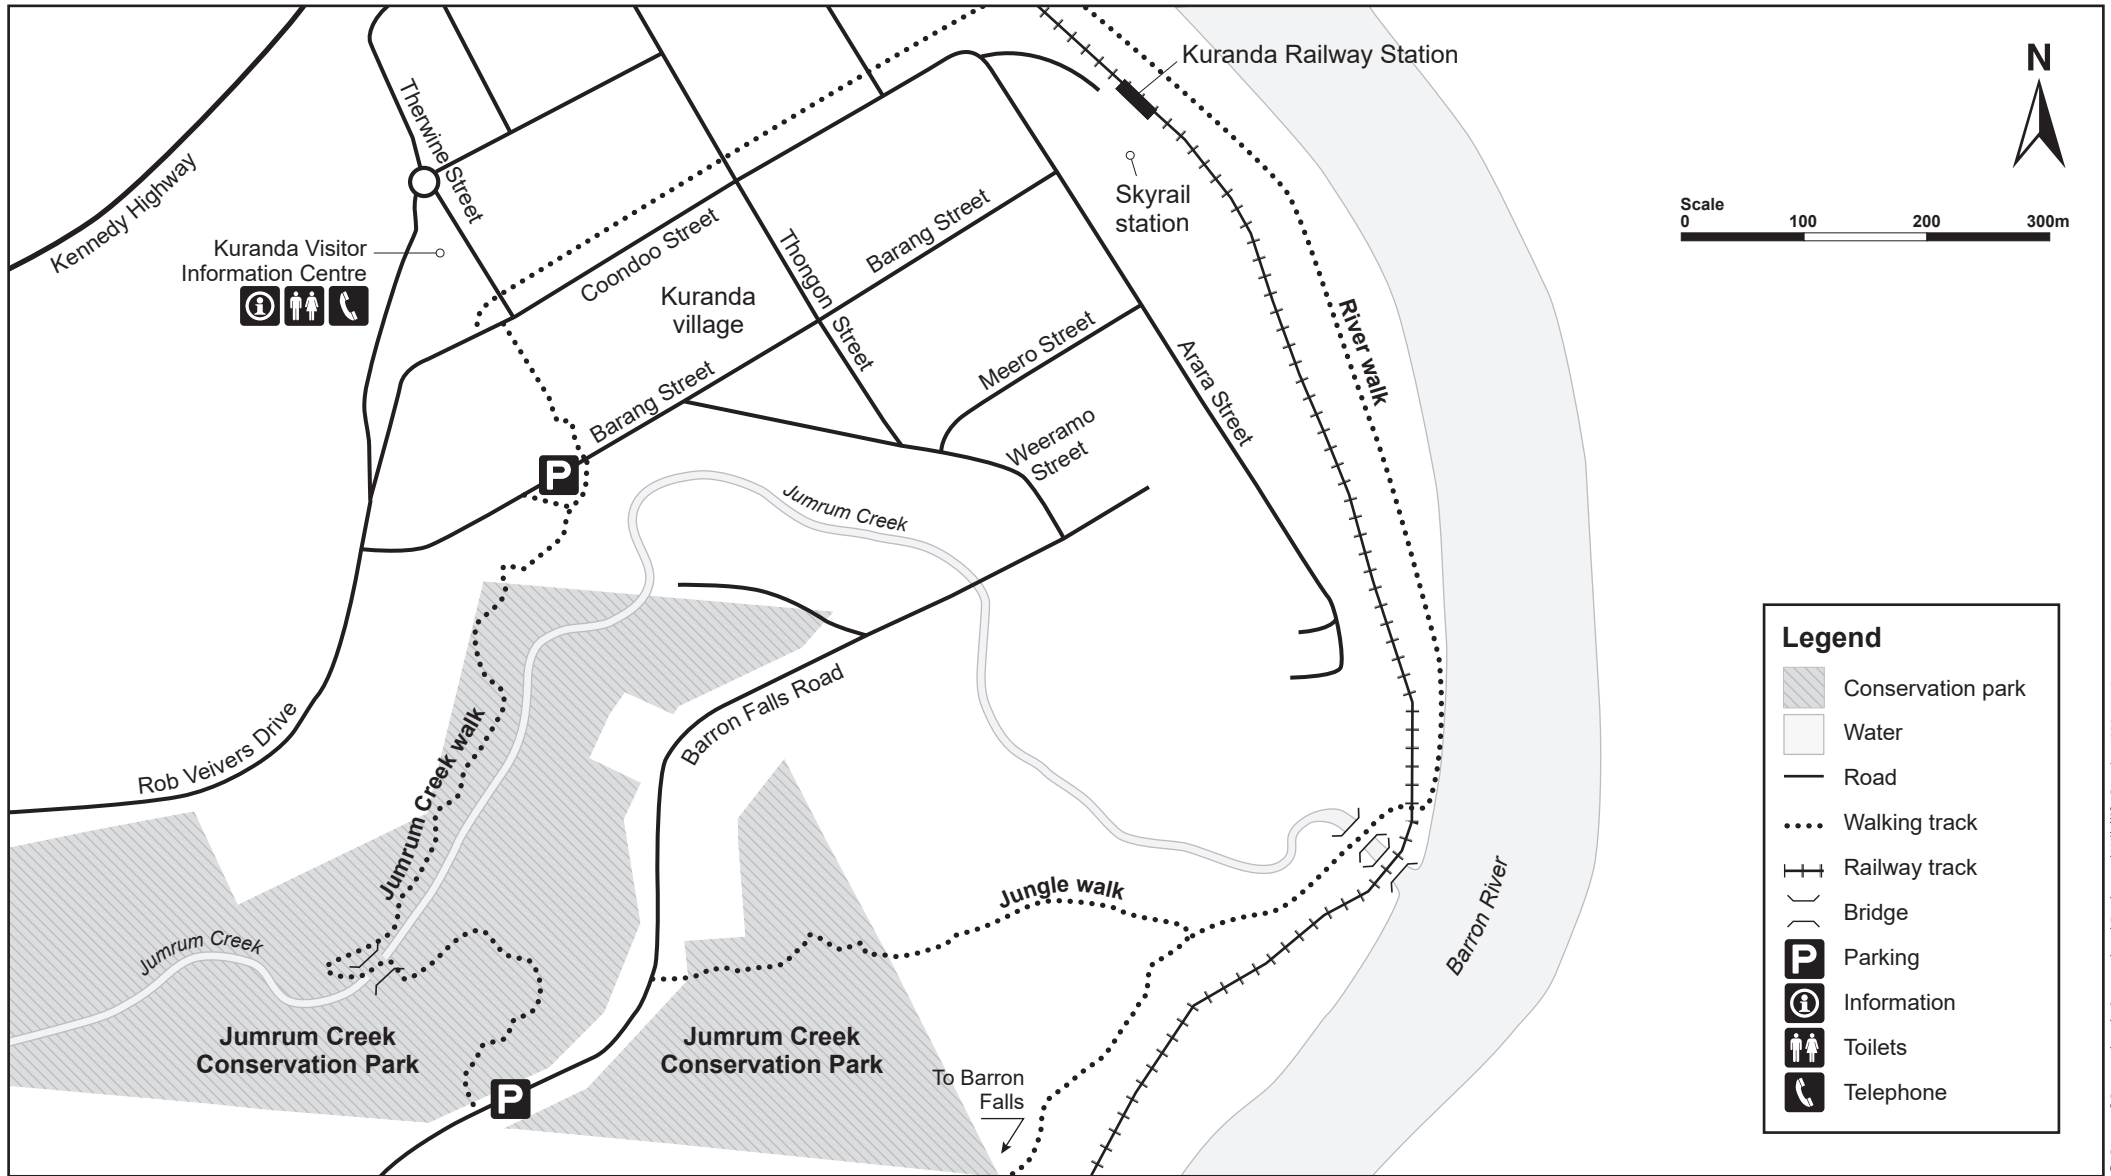 Kuranda Railway Station
N
Therwine Street
Kennedy Highway
Skyrail
station
Scale
0 100 200 300m
Kuranda Visitor
Information Centre
Coondoo Street
Thongon Street
Barang Street
Kuranda
village
River walk
Meero Street
Arara Street
Barang Street
Weeramo
Street
P
Jumrum Creek
Legend
Conservation park
Water
Road
Walking track
Railway track
Bridge
P Parking
Information
Toilets
Telephone
Rob Veivers Drive
Barron Falls Road
Jumrum Creek walk
Jungle walk
Barron River
Jumrum Creek
Jumrum Creek
Conservation Park
Jumrum Creek
Conservation Park
To Barron
Falls
P